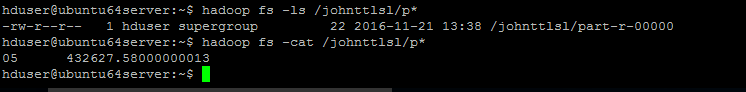 hduser@ubuntu64server:~$ hadoop fs -ls /johnttlsl/p*
-rw-r--r--   1 hduser supergroup         22 2016-11-21 13:38 /johnttlsl/part-r-00000
hduser@ubuntu64server:~$ hadoop fs -cat /johnttlsl/p*
05      432627.58000000013
hduser@ubuntu64server:~$